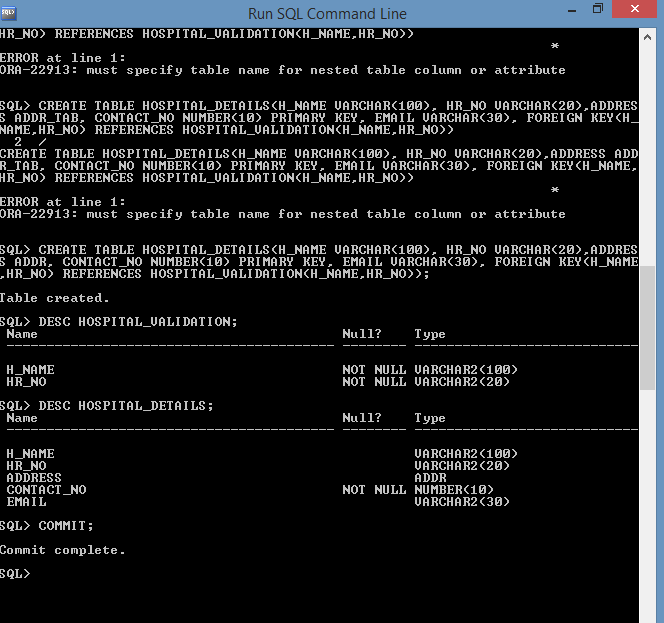 SQL>
Run SQL Command Line
HR_NO) REFERENCES HOSPITAL_VALIDATION(H_NAME,HR_NO))
*
ERROR at line 1:
ORA-22913: must specify table name for nested table column or attribute
SQL> CREATE TABLE HOSPITAL_DETAILS(H_NAME VARCHAR(100), HR_NO VARCHAR(20),ADDRES
S ADDR_TAB, CONTACT_NO NUMBER(10) PRIMARY KEY, EMAIL VARCHAR(30), FOREIGN KEY(H_
NAME,HR_NO) REFERENCES HOSPITAL_VALIDATION(H_NAME,HR_NO))
2 /
CREATE TABLE HOSPITAL_DETAILS(H_NAME VARCHAR(100), HR_NO VARCHAR(20),ADDRESS ADD
R_TAB, CONTACT_NO NUMBER(10) PRIMARY KEY, EMAIL VARCHAR(30), FOREIGN KEY(H_NAME,
HR_NO) REFERENCES HOSPITAL_VALIDATION(H_NAME,HR_NO))
*
ERROR at line 1:
ORA-22913: must specify table name for nested table column or attribute
SQL> CREATE TABLE HOSPITAL_DETAILS(H_NAME VARCHAR(100), HR_NO VARCHAR(20),ADDRES
S ADDR, CONTACT_NO NUMBER(10) PRIMARY KEY, EMAIL VARCHAR(30), FOREIGN KEY(H_NAME
,HR_NO) REFERENCES HOSPITAL_VALIDATION(H_NAME,HR_NO));
Table created.
SQL> DESC HOSPITAL_VALIDATION;
Name Null? Type
H_NAME NOT NULL VARCHAR2(100)
HR_NO NOT NULL VARCHAR2(20)
SQL> DESC HOSPITAL_DETAILS;
Name Null? Type
H_NAME VARCHAR2(100)
HR_NO VARCHAR2(20)
ADDRESS ADDR
CONTACT_NO NOT NULL NUMBER(10)
EMAIL VARCHAR2(30)
SQL> COMMIT;
Commit complete.
SQL>